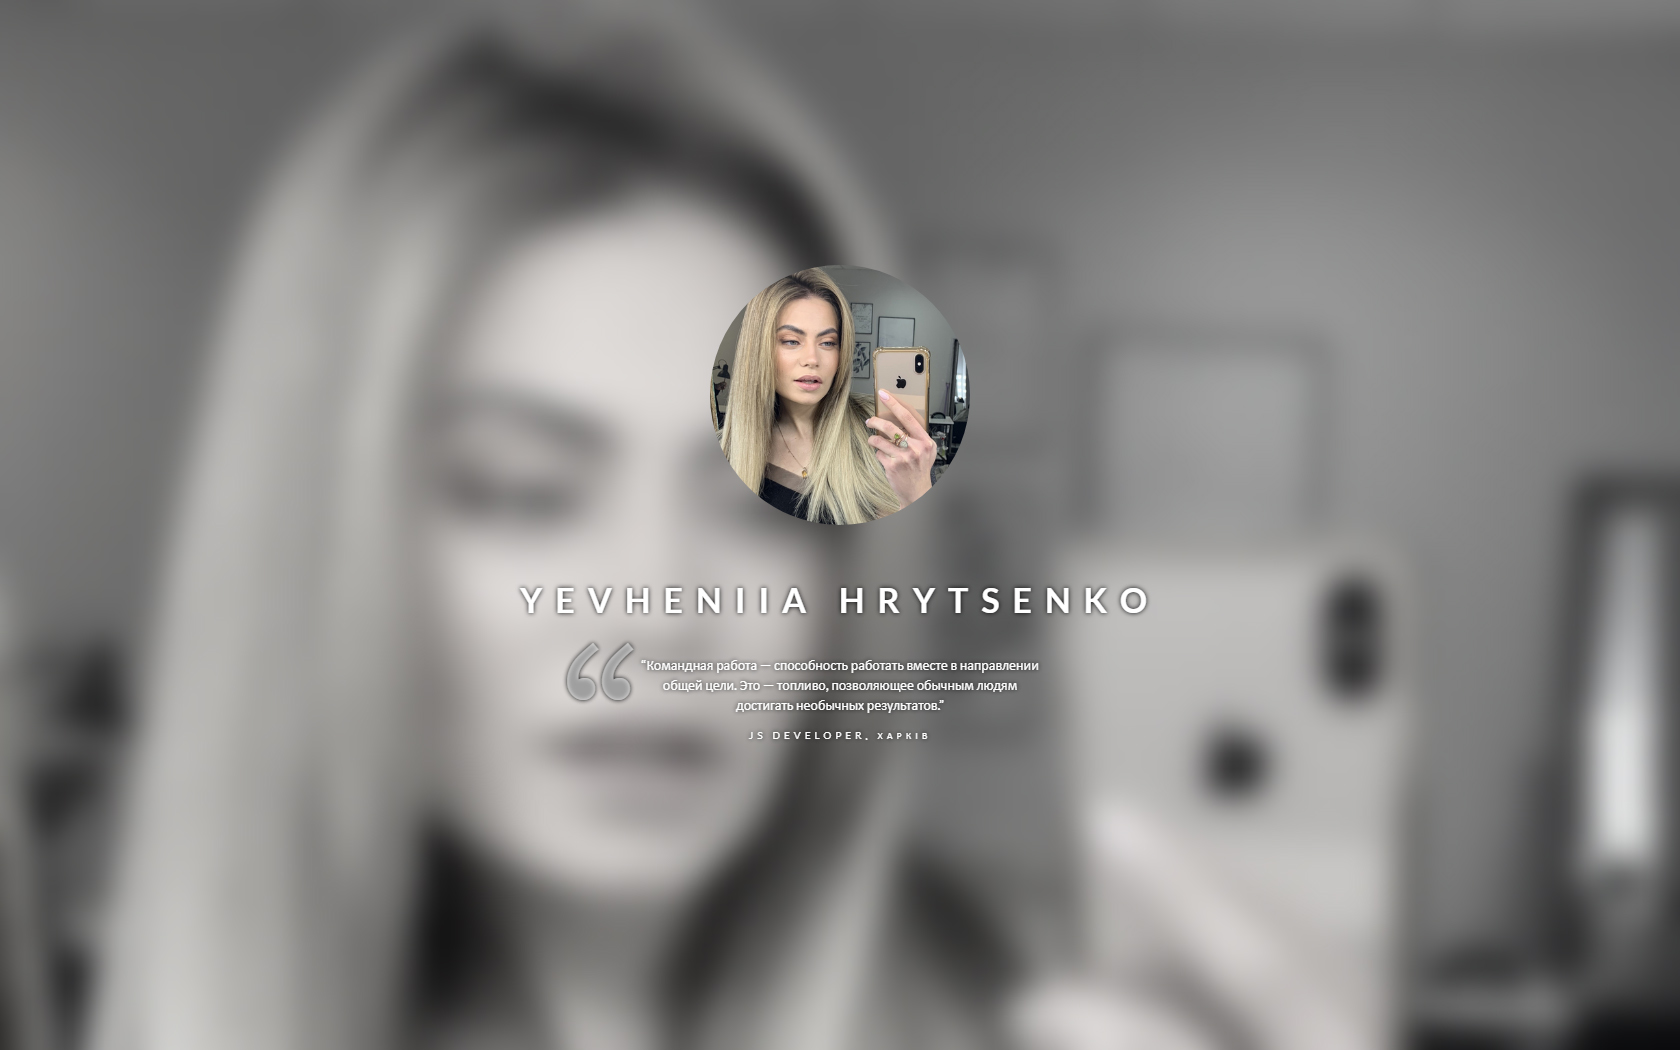 YEVHENIIA HRYTSENKO
“Командная работа — способность работать вместе в направлении
общей цели. Это — топливо, позволяющее обычным людям
достигать необычных результатов.”
JS DEVELOPER, ХАРКІВ